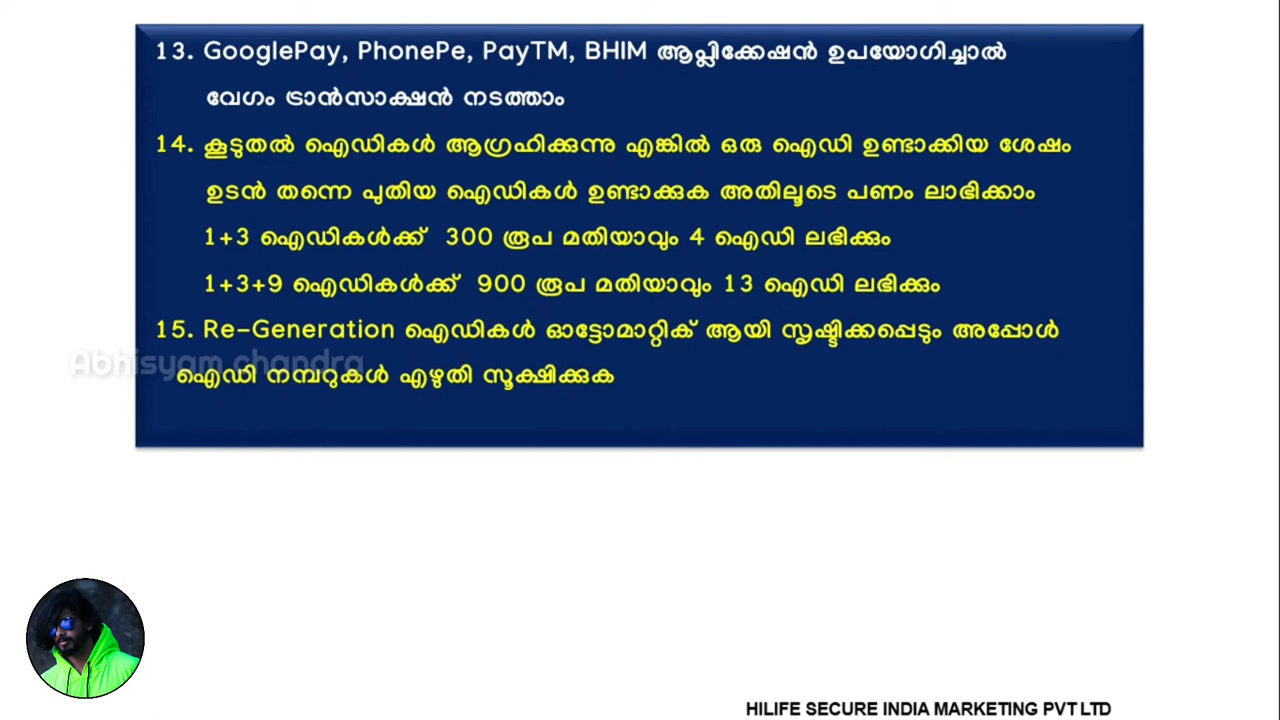 13. GooglePay, PhonePe, PayTM, BHIM ആപ്ലിക്കേഷൻ ഉപയോഗിച്ചാൽ
വേഗം ട്രാൻസാക്ഷൻ നടത്താം
14. കൂടുതൽ ഐഡികൾ ആഗ്രഹിക്കുന്നു എങ്കിൽ ഒരു ഐഡി ഉണ്ടാക്കിയ ശേഷം
ഉടൻ തന്നെ പുതിയ ഐഡികൾ ഉണ്ടാക്കുക അതിലൂടെ പണം ലാഭിക്കാം
1+3 ഐഡികൾക്ക് 300 രൂപ മതിയാവും 4 ഐഡി ലഭിക്കും
1+3+9 ഐഡികൾക്ക് 900 രൂപ മതിയാവും 13 ഐഡി ലഭിക്കും
15. Re-Generation ഐഡികൾ ഓട്ടോമാറ്റിക് ആയി സൃഷ്ടിക്കപ്പെടും അപ്പോൾ
Abhisyam chandra
ഐഡി നമ്പറുകൾ എഴുതി സൂക്ഷിക്കുക
HILIFE SECURE INDIA MARKETING PVT LTD